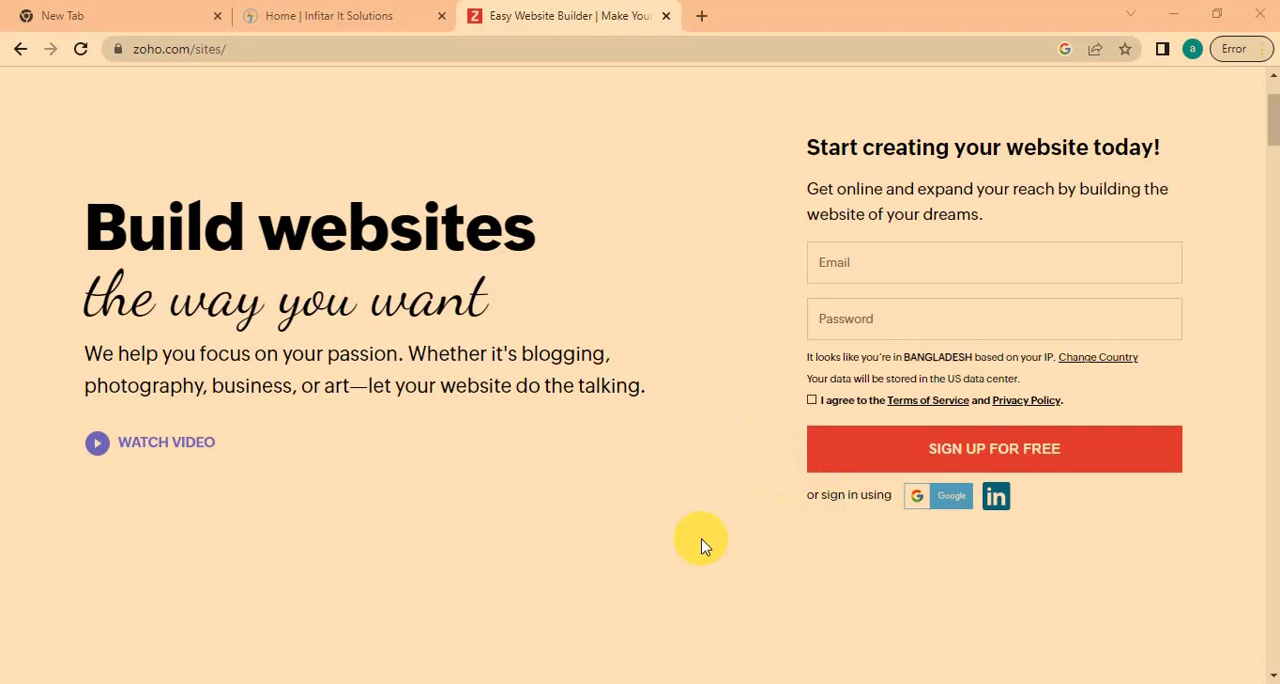 New Tab
Home | Infitar It Solutions
Easy Website Builder | Make Your
zoho.com/sites/
a
Error
Build websites
the way you want
We help you focus on your passion. Whether it's blogging,
photography, business, or art—let your website do the talking.
WATCH VIDEO
Start creating your website today!
Get online and expand your reach by building the
website of your dreams.
Email
Password
It looks like you're in BANGLADESH based on your IP. Change Country
Your data will be stored in the US data center.
I agree to the Terms of Service and Privacy Policy.
SIGN UP FOR FREE
or sign in using G Google in